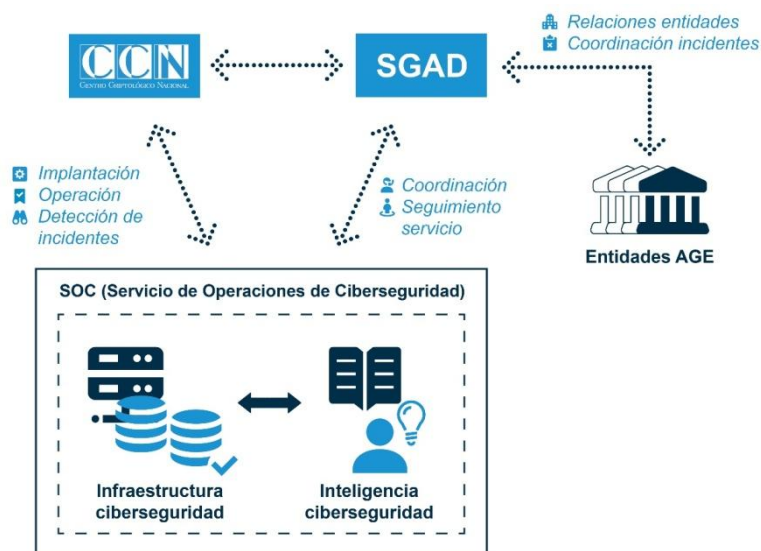 CCN
CENTRO CRIPTOLÓGICO NACIONAL
SGAD
Relaciones entidades
Coordinación incidentes
Implantación
Operación
Detección de
incidentes
Coordinación
Seguimiento
servicio
Entidades AGE
SOC (Servicio de Operaciones de Ciberseguridad)
Infraestructura
ciberseguridad
Inteligencia
ciberseguridad